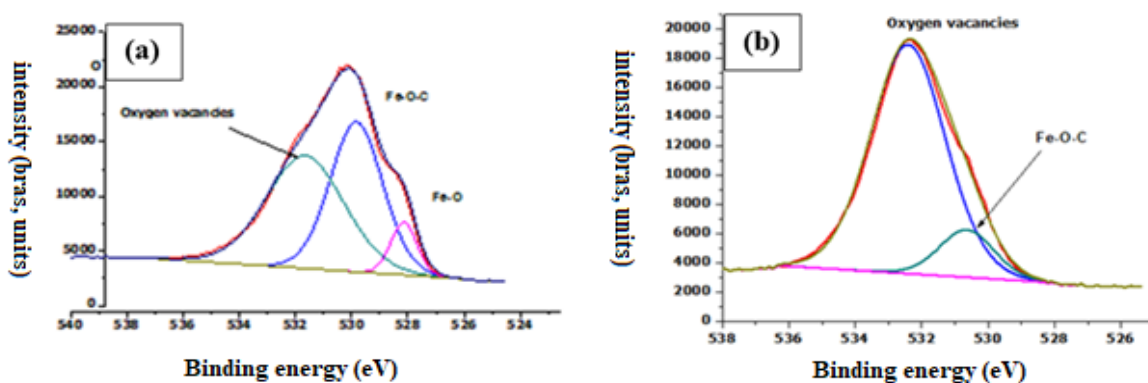 (a)
25000
0
20000
15000
10000
5000
0
Oxygen vacancies
Fe-O-C
Fe-O
540 538 536 534 532 530 528 526 524
intensity (bras, units)
Binding energy (eV)
(b)
20000
18000
16000
14000
12000
10000
8000
6000
4000
2000
0
Oxygen vacancies
Fe-O-C
538 536 534 532 530 528 526
intensity (bras, units)
Binding energy (eV)